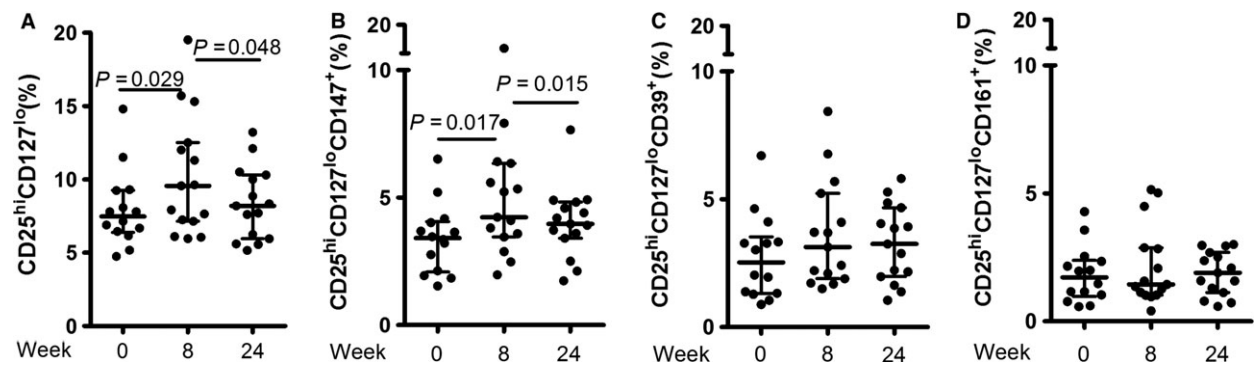 A
CD25hiCD127lo(%)
20
15
10
5
0
P = 0.029
P = 0.048
Week 0 8 24
B
CD25hiCD127loCD147+(%)
20
10
5
0
P = 0.017
P = 0.015
Week 0 8 24
C
CD25hiCD127loCD39+(%)
20
10
5
0
Week 0 8 24
D
CD25hiCD127loCD161+(%)
20
10
5
0
Week 0 8 24